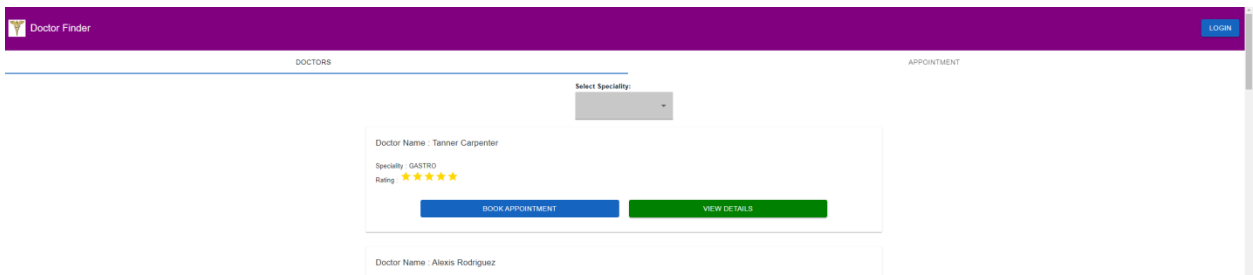 Doctor Finder
LOGIN
DOCTORS
APPOINTMENT
Select Speciality:
Doctor Name : Tanner Carpenter
Speciality : GASTRO
Rating :
BOOK APPOINTMENT
VIEW DETAILS
Doctor Name : Alexis Rodriguez